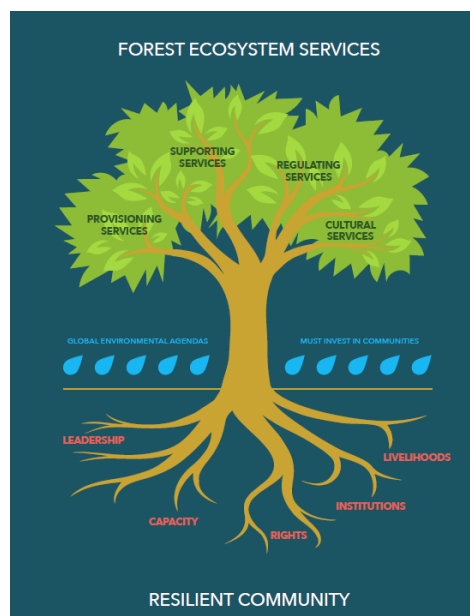 FOREST ECOSYSTEM SERVICES
SUPPORTING
SERVICES
REGULATING
SERVICES
PROVISIONING
SERVICES
CULTURAL
SERVICES
GLOBAL ENVIRONMENTAL AGENDAS
MUST INVEST IN COMMUNITIES
LEADERSHIP
LIVELIHOODS
CAPACITY
INSTITUTIONS
RIGHTS
RESILIENT COMMUNITY